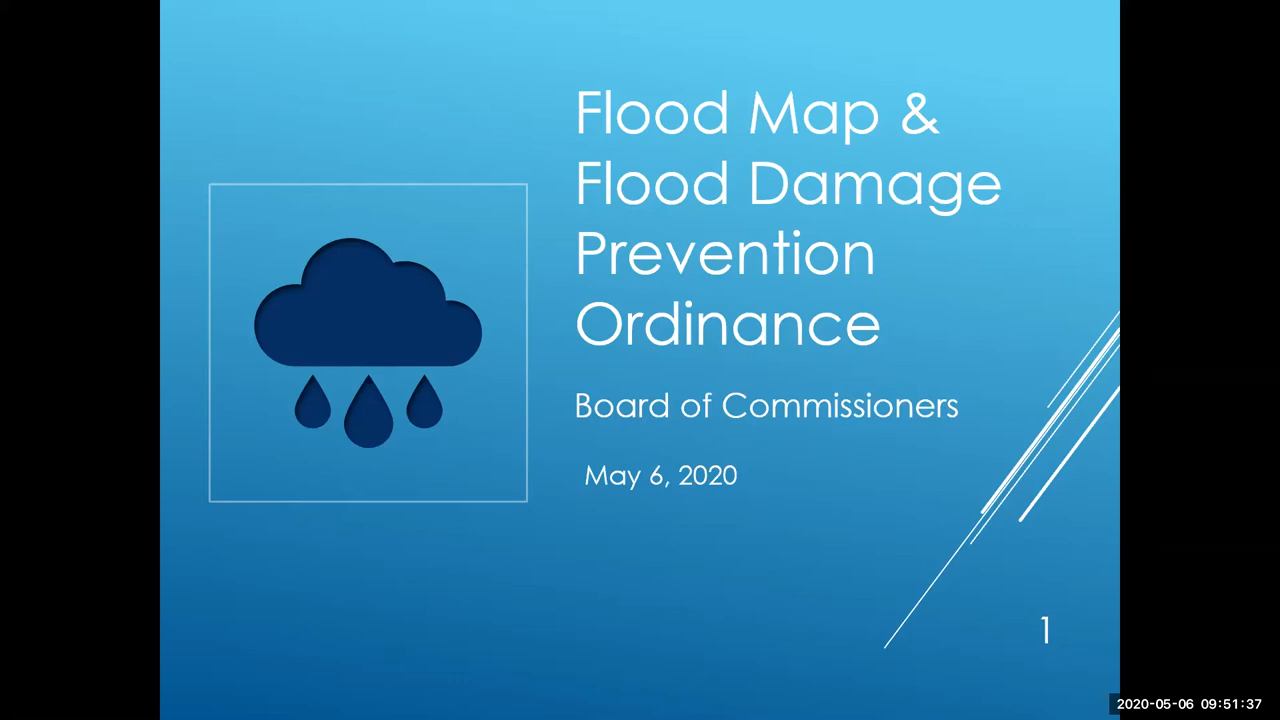 Flood Map &
Flood Damage
Prevention
Ordinance
Board of Commissioners
May 6, 2020
1
2020-05-06 09:51:37